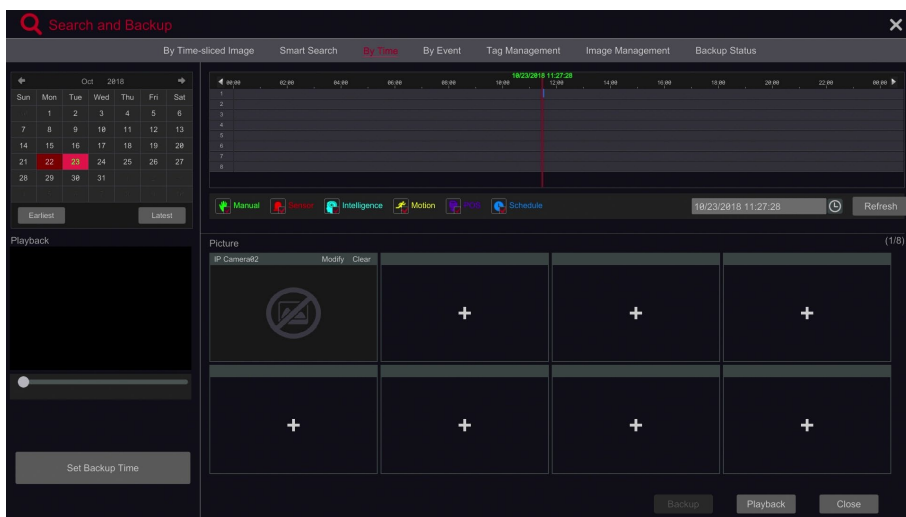 Search and Backup
By Time-sliced Image Smart Search By Time By Event Tag Management Image Management Backup Status
Oct 2018
Sun Mon Tue Wed Thu Fri Sat
1 2 3 4 5 6
7 8 9 10 11 12 13
14 15 16 17 18 19 20
21 22 23 24 25 26 27
28 29 30 31
Earliest Latest
10/23/2018 11:27:28
00:00 02:00 04:00 06:00 08:00 10:00 12:00 14:00 16:00 18:00 20:00 22:00 00:00
1
2
3
4
5
6
7
8
Manual Sensor Intelligence Motion POS Schedule
10/23/2018 11:27:28 Refresh
Playback
Picture (1/8)
IP Camera02 Modify Clear
Set Backup Time
Backup Playback Close